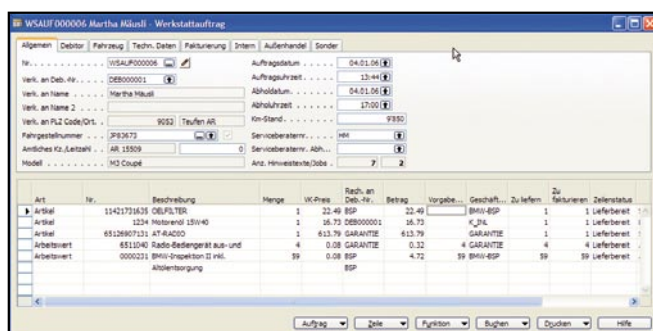 WSAUF000006 Martha Mäusli - Werkstattauftrag
Allgemein Debitor Fahrzeug Techn. Daten Fakturierung Intern Außenhandel Sonder
Nr. WSAUF000006 Auftragsdatum 04.01.06
Verk. an Deb.-Nr. DEB000001 Auftragsuhrzeit 13:44
Verk. an Name Martha Mäusli Abholdatum 04.01.06
Verk. an Name 2 Abholuhrzeit 17:00
Verk. an PLZ Code/Ort. 9053 Teufen AR Km-Stand 9'850
Fahrgestellnummer JP83673 Serviceberaternr. HM
Amtliches Kz./Leitzahl AR 15509 0 Serviceberaternr. Abh...
Modell M3 Coupé Anz. Hinweistexte/Jobs 7 2
Art Nr. Beschreibung Menge VK-Preis Rech. an Deb.-Nr. Betrag Vorgabe... Geschäft... Zu liefern Zu fakturieren Zeilenstatus
Artikel 11421731635 OELFILTER 1 22.49 BSP 22.49 BMW-BSP 1 1 Lieferbereit
Artikel 1234 Motorenöl 15W40 1 16.73 DEB000001 16.73 K_INL 1 1 Lieferbereit
Artikel 65126907131 AT-RADIO 1 613.79 GARANTIE 613.79 GARANTIE 1 1 Lieferbereit
Arbeitswert 6511040 Radio-Bediengerät aus- und 4 0.08 GARANTIE 0.32 4 GARANTIE 4 4 Lieferbereit
Arbeitswert 0000231 BMW-Inspektion II inkl. 59 0.08 BSP 4.72 59 BMW-BSP 59 59 Lieferbereit
Altölentsorgung BSP
Auftrag Zeile Funktion Buchen Drucken Hilfe